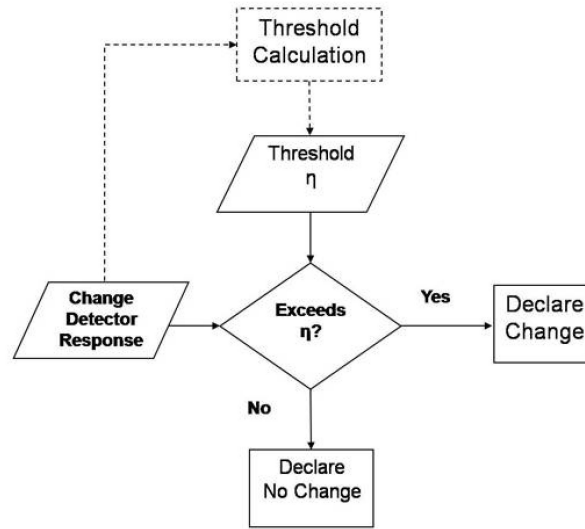 Threshold
Calculation
Threshold
η
Change
Detector
Response
Exceeds
η?
Yes
Declare
Change
No
Declare
No Change